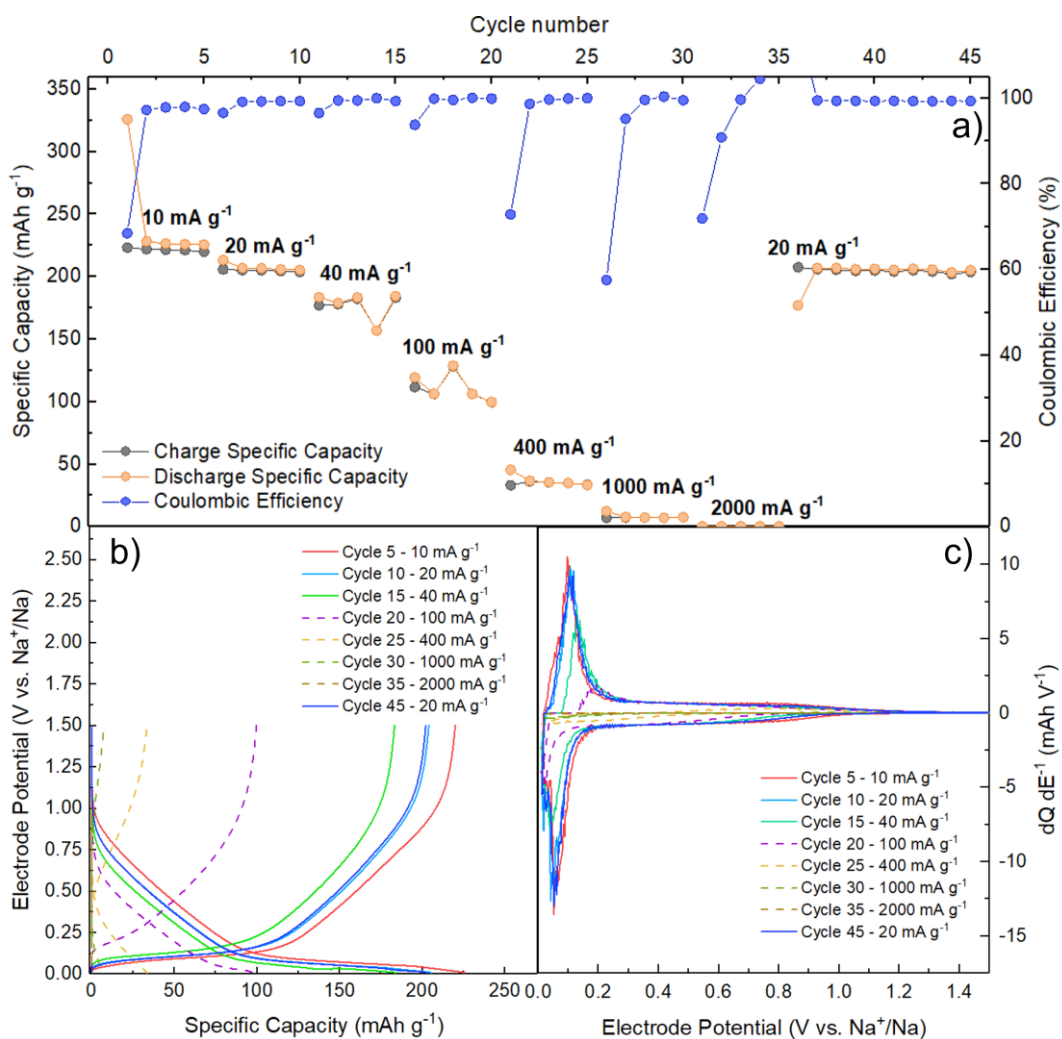 Cycle number
0 5 10 15 20 25 30 35 40 45
350
300
250
200
150
100
50
0
Specific Capacity (mAh g⁻¹)
100
80
60
40
20
0
Coulombic Efficiency (%)
a)
10 mA g⁻¹
20 mA g⁻¹
40 mA g⁻¹
100 mA g⁻¹
400 mA g⁻¹
1000 mA g⁻¹
2000 mA g⁻¹
20 mA g⁻¹
Charge Specific Capacity
Discharge Specific Capacity
Coulombic Efficiency
b)
2.50
2.25
2.00
1.75
1.50
1.25
1.00
0.75
0.50
0.25
0.00
Electrode Potential (V vs. Na⁺/Na)
Cycle 5 - 10 mA g⁻¹
Cycle 10 - 20 mA g⁻¹
Cycle 15 - 40 mA g⁻¹
Cycle 20 - 100 mA g⁻¹
Cycle 25 - 400 mA g⁻¹
Cycle 30 - 1000 mA g⁻¹
Cycle 35 - 2000 mA g⁻¹
Cycle 45 - 20 mA g⁻¹
0 50 100 150 200 250
Specific Capacity (mAh g⁻¹)
c)
10
5
0
-5
-10
-15
dQ dE⁻¹ (mAh V⁻¹)
Cycle 5 - 10 mA g⁻¹
Cycle 10 - 20 mA g⁻¹
Cycle 15 - 40 mA g⁻¹
Cycle 20 - 100 mA g⁻¹
Cycle 25 - 400 mA g⁻¹
Cycle 30 - 1000 mA g⁻¹
Cycle 35 - 2000 mA g⁻¹
Cycle 45 - 20 mA g⁻¹
0.0 0.2 0.4 0.6 0.8 1.0 1.2 1.4
Electrode Potential (V vs. Na⁺/Na)